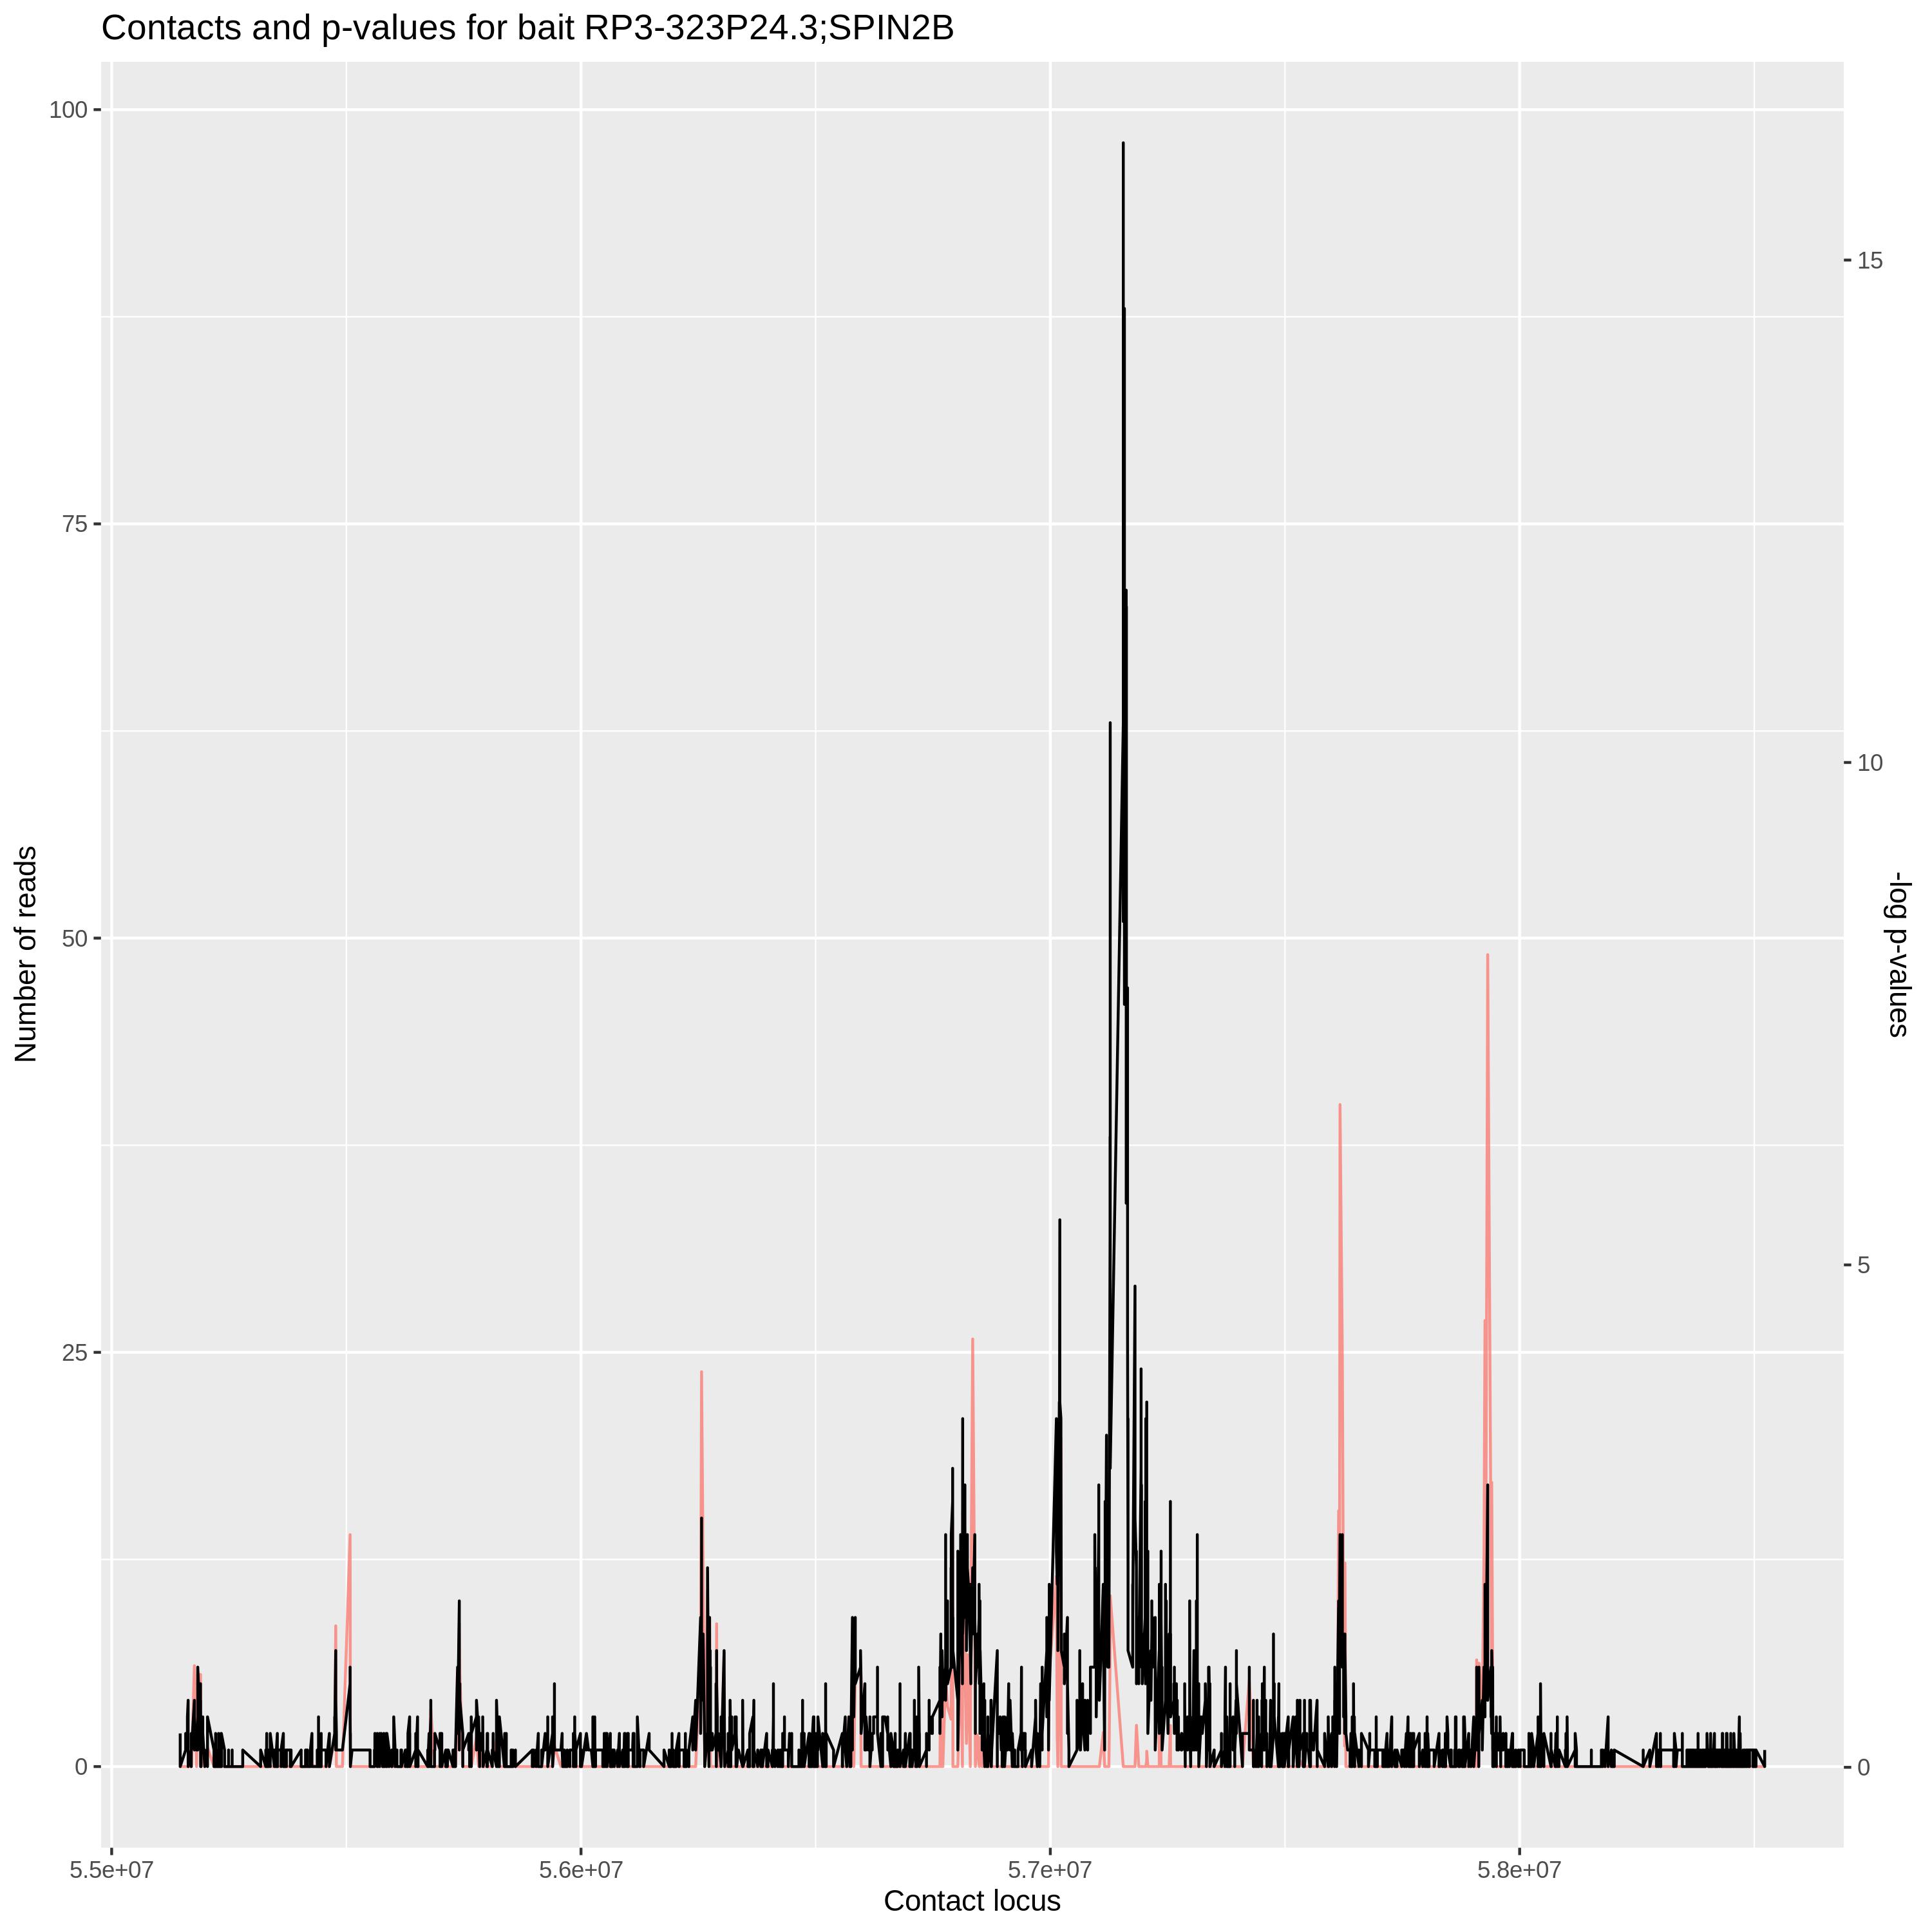 Contacts and p-values for bait RP3-323P24.3;SPIN2B
100
75
50
25
0
Number of reads
15
10
5
0
-log p-values
5.5e+07
5.6e+07
5.7e+07
5.8e+07
Contact locus